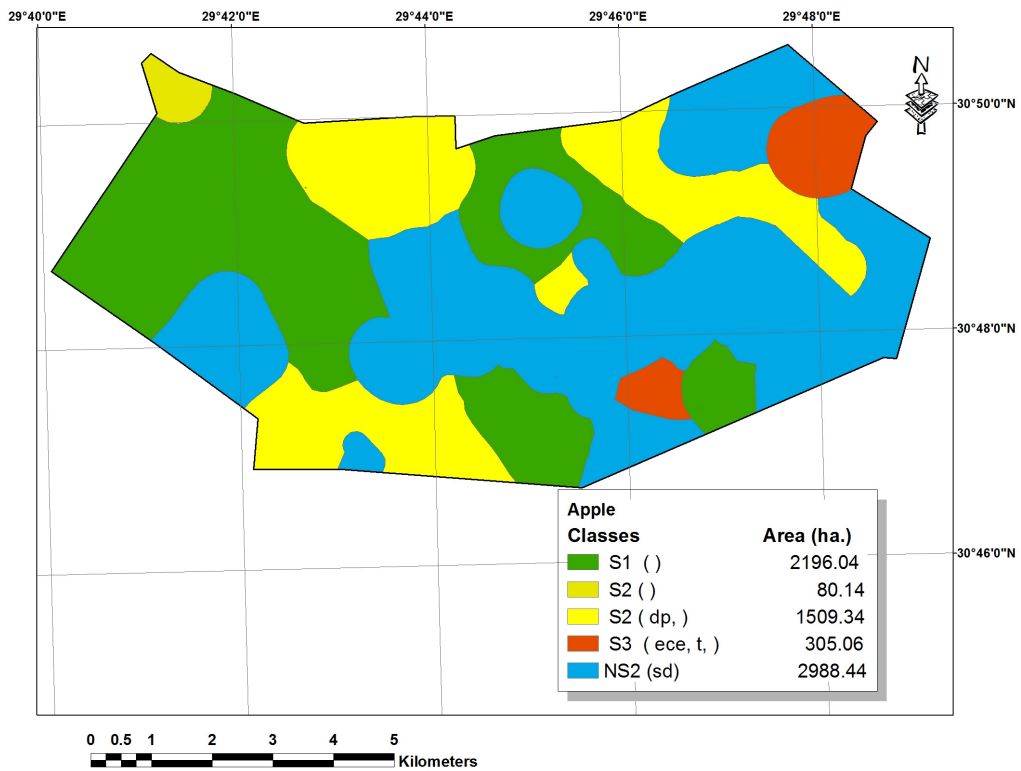 29°40'0"E 29°42'0"E 29°44'0"E 29°46'0"E 29°48'0"E
N
30°50'0"N
30°48'0"N
Apple
Classes Area (ha.)
S1 ( ) 2196.04
30°46'0"N
S2 ( ) 80.14
S2 ( dp, ) 1509.34
S3 ( ece, t, ) 305.06
NS2 (sd) 2988.44
0 0.5 1 2 3 4 5
Kilometers